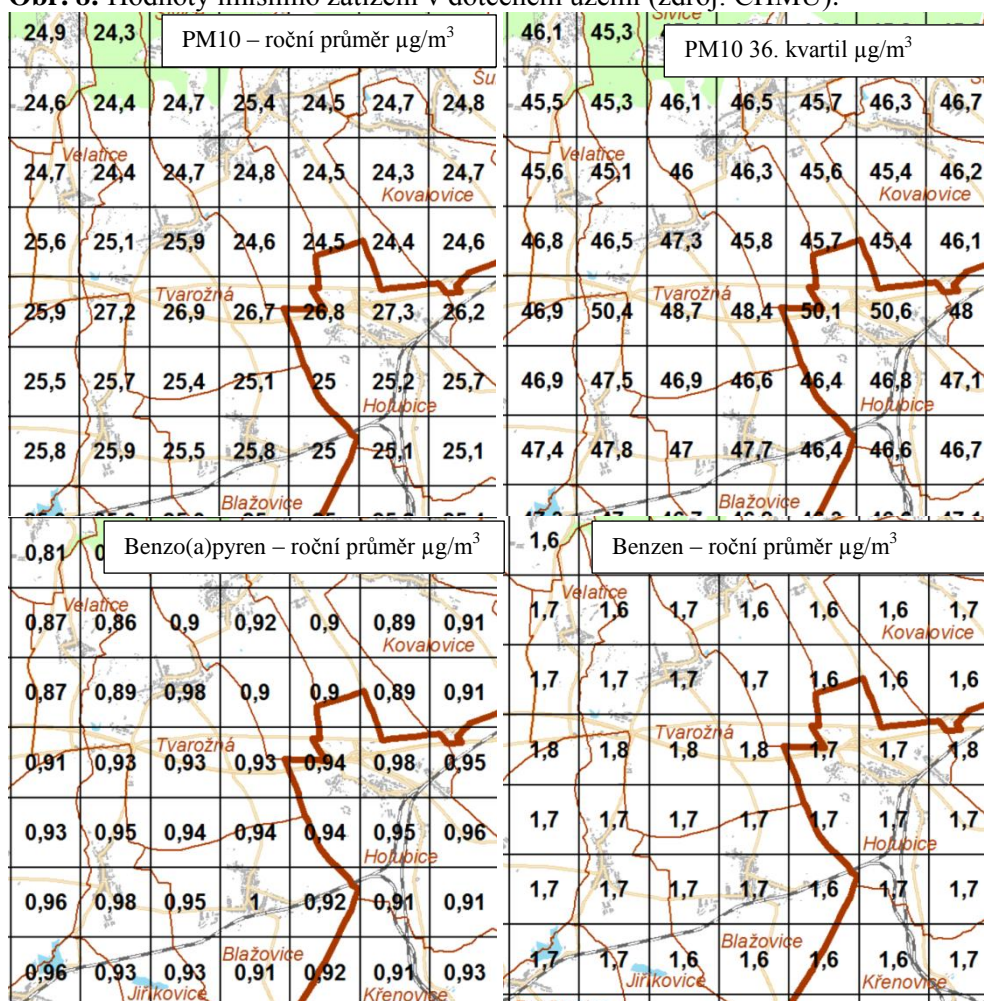 Obr. 8: Hodnoty imisního zatížení v dotčeném území (zdroj: ČHMÚ).
PM10 – roční průměr µg/m³
24,9 24,3
24,6 24,4 24,7 25,4 24,5 24,7 24,8
Velatice
24,7 24,4 24,7 24,8 24,5 24,3 24,7
Kovalovice
25,6 25,1 25,9 24,6 24,5 24,4 24,6
Tvarožná
25,9 27,2 26,9 26,7 26,8 27,3 26,2
25,5 25,7 25,4 25,1 25 25,2 25,7
Holubice
25,8 25,9 25,5 25,8 25 25,1 25,1
Blažovice
PM10 36. kvartil µg/m³
46,1 45,3
45,5 45,3 46,1 46,5 45,7 46,3 46,7
Velatice
45,6 45,1 46 46,3 45,6 45,4 46,2
Kovalovice
46,8 46,5 47,3 45,8 45,7 45,4 46,1
Tvarožná
46,9 50,4 48,7 48,4 50,1 50,6 48
46,9 47,5 46,9 46,6 46,4 46,8 47,1
Holubice
47,4 47,8 47 47,7 46,4 46,6 46,7
Blažovice
Benzo(a)pyren – roční průměr µg/m³
0,81
Velatice
0,87 0,86 0,9 0,92 0,9 0,89 0,91
Kovalovice
0,87 0,89 0,98 0,9 0,9 0,89 0,91
Tvarožná
0,91 0,93 0,93 0,93 0,94 0,98 0,95
0,93 0,95 0,94 0,94 0,94 0,95 0,96
Holubice
0,96 0,98 0,95 1 0,92 0,91 0,91
Blažovice
0,96 0,93 0,93 0,91 0,92 0,91 0,93
Jiříkovice Křenovice
Benzen – roční průměr µg/m³
1,6
Velatice
1,7 1,6 1,7 1,6 1,6 1,6 1,7
Kovalovice
1,7 1,7 1,7 1,7 1,6 1,6 1,6
Tvarožná
1,8 1,8 1,8 1,8 1,7 1,7 1,8
1,7 1,7 1,7 1,7 1,7 1,7 1,7
Holubice
1,7 1,7 1,7 1,7 1,6 1,7 1,7
Blažovice
1,7 1,7 1,6 1,6 1,6 1,6 1,7
Jiříkovice Křenovice